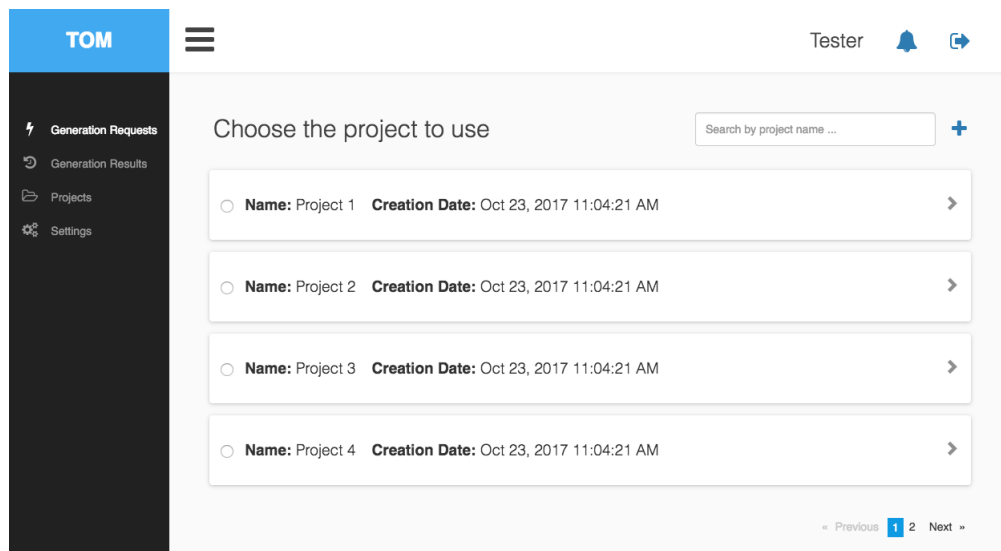 TOM
Tester
Generation Requests
Generation Results
Projects
Settings
Choose the project to use
Search by project name ...
Name: Project 1 Creation Date: Oct 23, 2017 11:04:21 AM
Name: Project 2 Creation Date: Oct 23, 2017 11:04:21 AM
Name: Project 3 Creation Date: Oct 23, 2017 11:04:21 AM
Name: Project 4 Creation Date: Oct 23, 2017 11:04:21 AM
« Previous 1 2 Next »